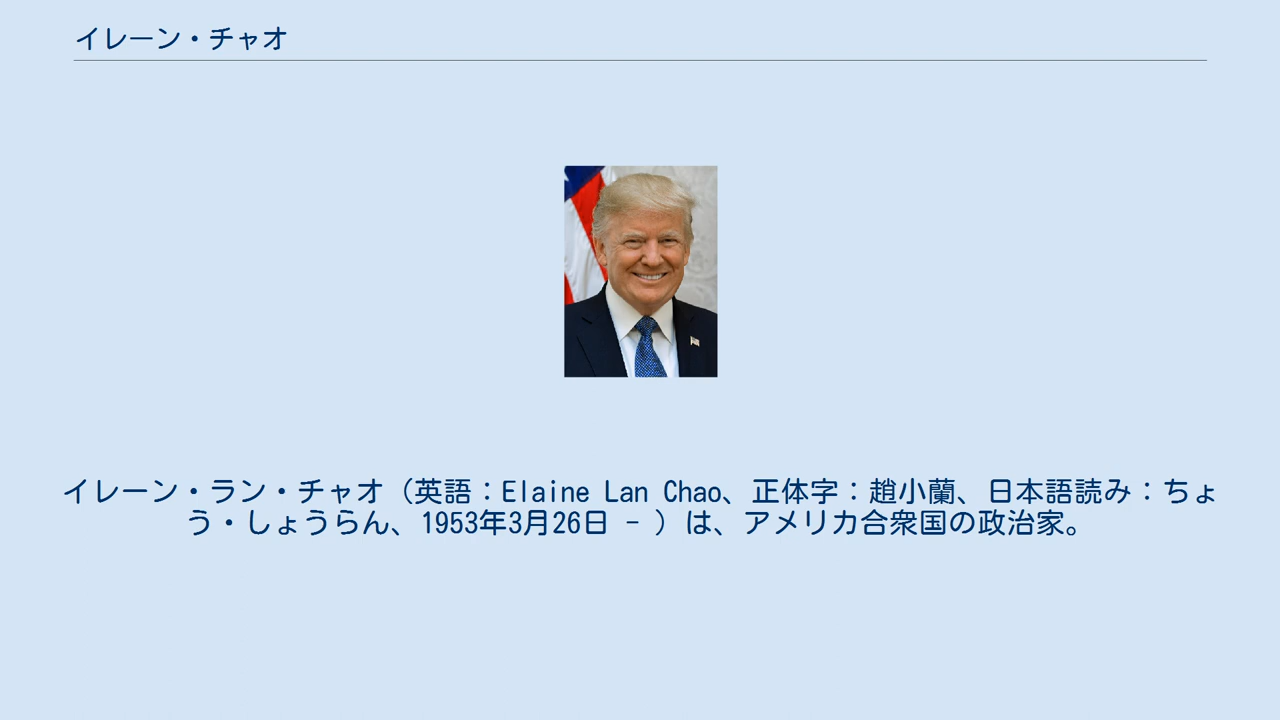 イレーン・チャオ
イレーン・ラン・チャオ（英語：Elaine Lan Chao、正体字：趙小蘭、日本語読み：ちょ
う・しょうらん、1953年3月26日 - ）は、アメリカ合衆国の政治家。